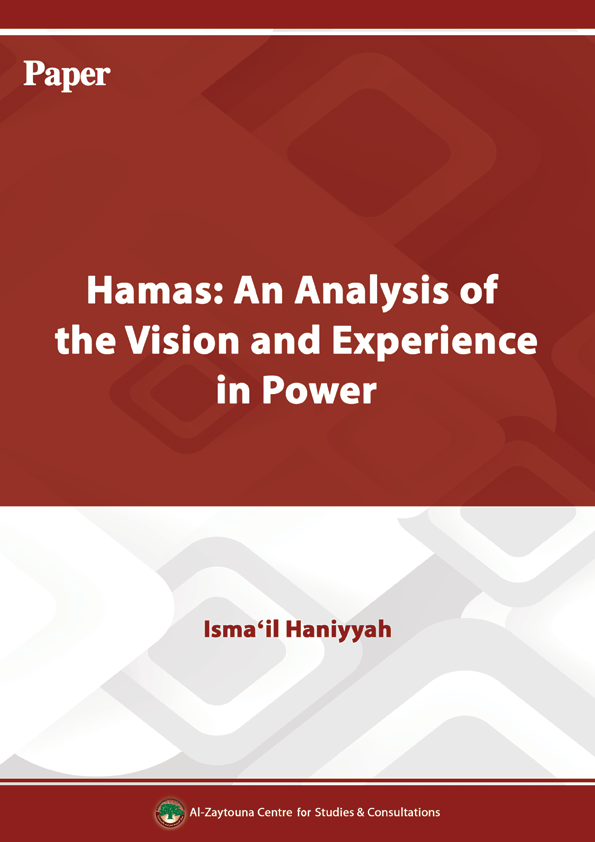 Paper
Hamas: An Analysis of
the Vision and Experience
in Power
Isma‘il Haniyyah
Al-Zaytouna Centre for Studies & Consultations